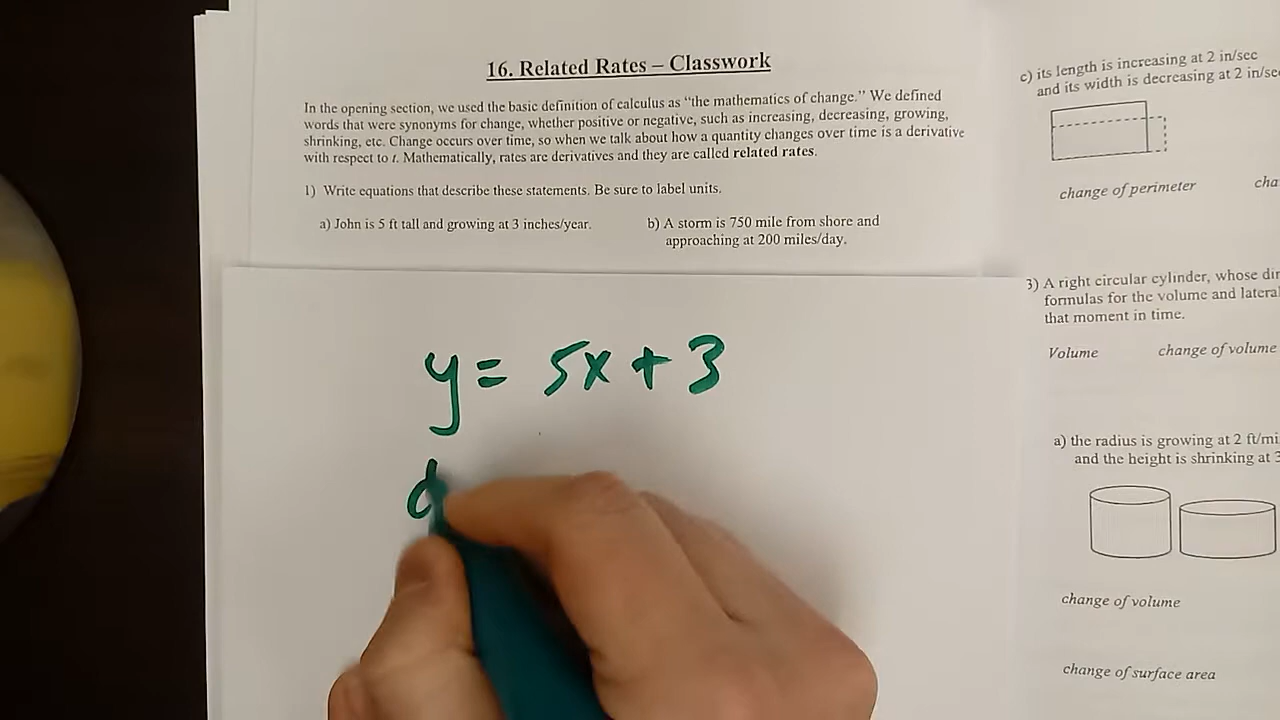 16. Related Rates – Classwork
In the opening section, we used the basic definition of calculus as “the mathematics of change.” We defined
words that were synonyms for change, whether positive or negative, such as increasing, decreasing, growing,
shrinking, etc. Change occurs over time, so when we talk about how a quantity changes over time is a derivative
with respect to t. Mathematically, rates are derivatives and they are called related rates.
1) Write equations that describe these statements. Be sure to label units.
a) John is 5 ft tall and growing at 3 inches/year.
b) A storm is 750 mile from shore and
approaching at 200 miles/day.
y = 5x + 3
d
c) its length is increasing at 2 in/sec
and its width is decreasing at 2 in/sec
change of perimeter
3) A right circular cylinder, whose
formulas for the volume and
that moment in time.
Volume change of volume
a) the radius is growing at 2
and the height is shrinking at
change of volume
change of surface area